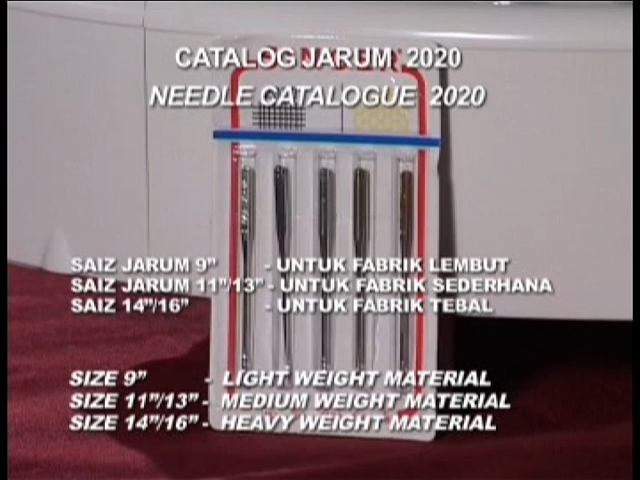 CATALOG JARUM 2020
NEEDLE CATALOGUE 2020
SAIZ JARUM 9” - UNTUK FABRIK LEMBUT
SAIZ JARUM 11”/13” - UNTUK FABRIK SEDERHANA
SAIZ 14”/16” - UNTUK FABRIK TEBAL
SIZE 9” - LIGHT WEIGHT MATERIAL
SIZE 11”/13” - MEDIUM WEIGHT MATERIAL
SIZE 14”/16” - HEAVY WEIGHT MATERIAL